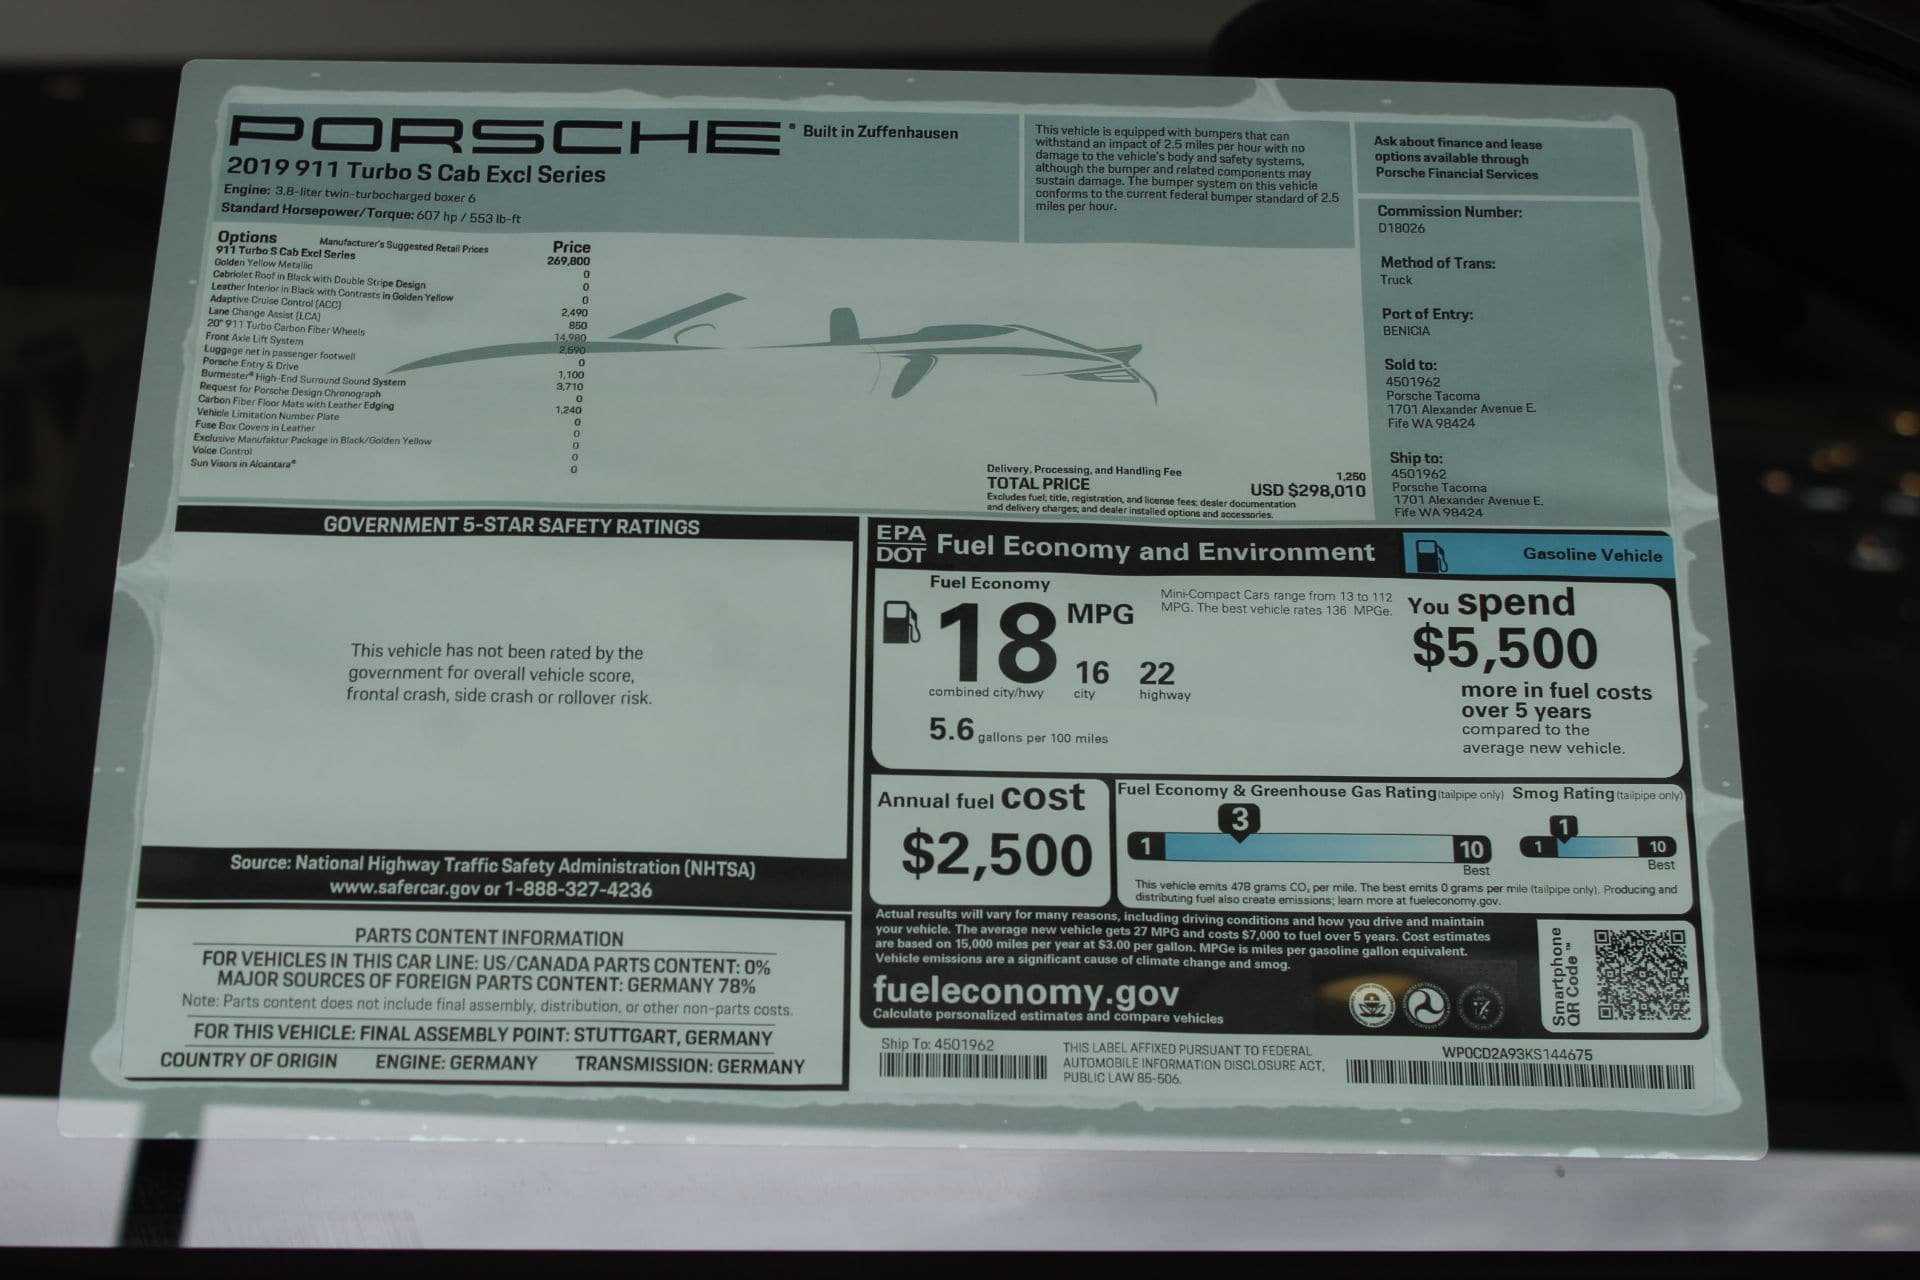 PORSCHE® Built in Zuffenhausen
2019 911 Turbo S Cab Excl Series
Engine: 3.8-liter twin-turbocharged boxer 6
Standard Horsepower/Torque: 607 hp / 553 lb-ft
This vehicle is equipped with bumpers that can
withstand an impact of 2.5 miles per hour with no
damage to the vehicle's body and safety systems,
although the bumper and related components may
sustain damage. The bumper system on this vehicle
conforms to the current federal bumper standard of 2.5
miles per hour.
Ask about finance and lease
options available through
Porsche Financial Services
Commission Number:
D18026
Method of Trans:
Truck
Port of Entry:
BENICIA
Sold to:
4501962
Porsche Tacoma
1701 Alexander Avenue E.
Fife WA 98424
Ship to:
4501962
Porsche Tacoma
1701 Alexander Avenue E.
Fife WA 98424
Options Manufacturer's Suggested Retail Prices Price
911 Turbo S Cab Excl Series 269,800
Golden Yellow Metallic 0
Cabriolet Roof in Black with Double Stripe Design 0
Leather Interior in Black with Contrasts in Golden Yellow 0
Adaptive Cruise Control (ACC) 2,490
Lane Change Assist (LCA) 850
20" 911 Turbo Carbon Fiber Wheels 14,980
Front Axle Lift System 2,590
Luggage net in passenger footwell 0
Porsche Entry & Drive 1,100
Burmester® High-End Surround Sound System 3,710
Request for Porsche Design Chronograph 0
Carbon Fiber Floor Mats with Leather Edging 1,240
Vehicle Limitation Number Plate 0
Fuse Box Covers in Leather 0
Exclusive Manufaktur Package in Black/Golden Yellow 0
Voice Control 0
Sun Visors in Alcantara® 0
Delivery, Processing, and Handling Fee 1,250
TOTAL PRICE USD $298,010
Excludes fuel; title, registration, and license fees; dealer documentation
and delivery charges; and dealer installed options and accessories.
GOVERNMENT 5-STAR SAFETY RATINGS
This vehicle has not been rated by the
government for overall vehicle score,
frontal crash, side crash or rollover risk.
Source: National Highway Traffic Safety Administration (NHTSA)
www.safercar.gov or 1-888-327-4236
PARTS CONTENT INFORMATION
FOR VEHICLES IN THIS CAR LINE: US/CANADA PARTS CONTENT: 0%
MAJOR SOURCES OF FOREIGN PARTS CONTENT: GERMANY 78%
Note: Parts content does not include final assembly, distribution, or other non-parts costs.
FOR THIS VEHICLE: FINAL ASSEMBLY POINT: STUTTGART, GERMANY
COUNTRY OF ORIGIN ENGINE: GERMANY TRANSMISSION: GERMANY
EPA
DOT
Fuel Economy and Environment
Gasoline Vehicle
Fuel Economy
18 MPG
combined city/hwy
16
city
22
highway
5.6 gallons per 100 miles
Mini-Compact Cars range from 13 to 112
MPG. The best vehicle rates 136 MPGe.
You spend
$5,500
more in fuel costs
over 5 years
compared to the
average new vehicle.
Annual fuel cost
$2,500
Fuel Economy & Greenhouse Gas Rating (tailpipe only) Smog Rating (tailpipe only)
3
1 10
Best
1
1 10
Best
This vehicle emits 478 grams CO2 per mile. The best emits 0 grams per mile (tailpipe only). Producing and
distributing fuel also create emissions; learn more at fueleconomy.gov.
Actual results will vary for many reasons, including driving conditions and how you drive and maintain
your vehicle. The average new vehicle gets 27 MPG and costs $7,000 to fuel over 5 years. Cost estimates
are based on 15,000 miles per year at $3.00 per gallon. MPGe is miles per gasoline gallon equivalent.
Vehicle emissions are a significant cause of climate change and smog.
fueleconomy.gov
Calculate personalized estimates and compare vehicles
Smartphone
QR Code™
Ship To: 4501962
THIS LABEL AFFIXED PURSUANT TO FEDERAL
AUTOMOBILE INFORMATION DISCLOSURE ACT,
PUBLIC LAW 85-506.
WP0CD2A93KS144675